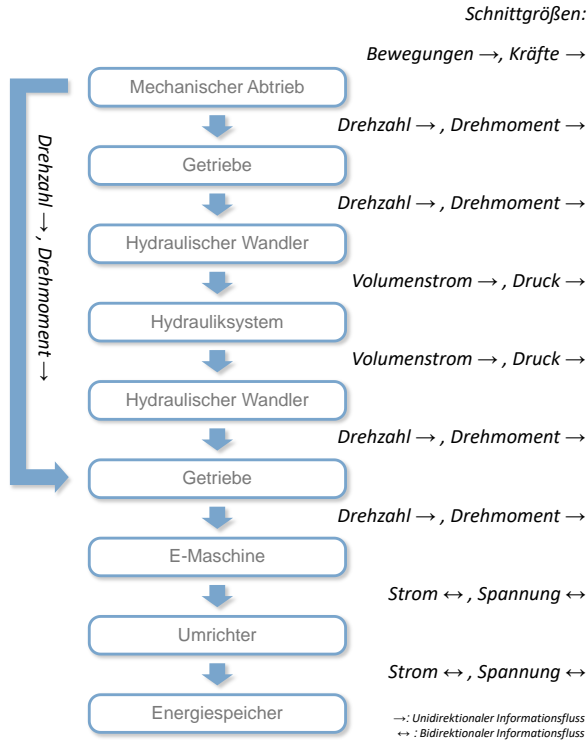 Schnittgrößen:
Bewegungen →, Kräfte →
Mechanischer Abtrieb
Drehzahl → , Drehmoment →
Getriebe
Drehzahl → , Drehmoment →
Drehzahl → , Drehmoment →
Hydraulischer Wandler
Volumenstrom → , Druck →
Hydrauliksystem
Volumenstrom → , Druck →
Hydraulischer Wandler
Drehzahl → , Drehmoment →
Getriebe
Drehzahl → , Drehmoment →
E-Maschine
Strom ↔ , Spannung ↔
Umrichter
Strom ↔ , Spannung ↔
Energiespeicher
→: Unidirektionaler Informationsfluss
↔ : Bidirektionaler Informationsfluss